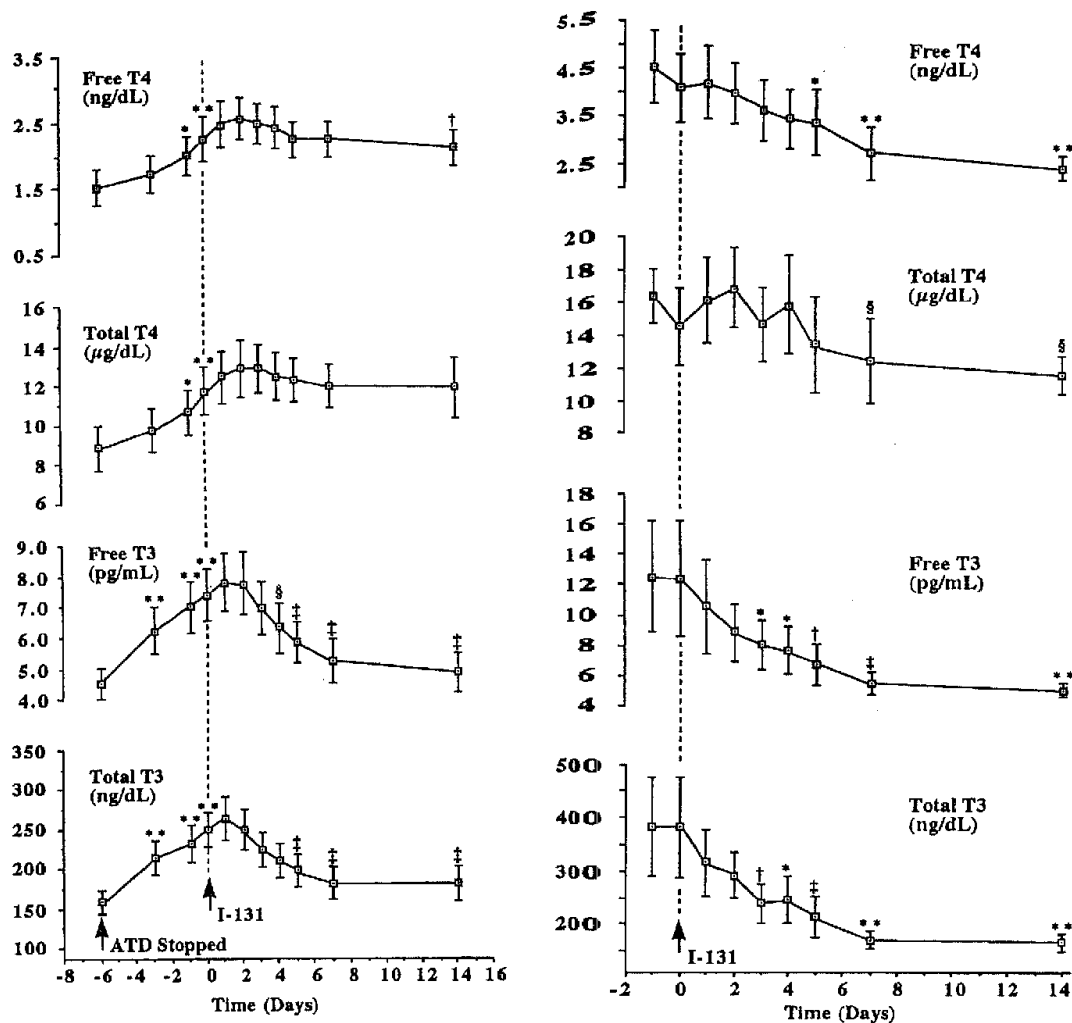 3.5
Free T4
(ng/dL)
2.5
* ** †
1.5
0.5
16
14
Total T4
(µg/dL)
12
* **
10
8
6
9.0
Free T3
(pg/mL)
8.0
7.0
** ** ** § ‡ ‡ ‡
6.0
5.0
4.0
350
300
Total T3
(ng/dL)
250
** ** ** ‡ ‡ ‡
200
150
100
I-131
ATD Stopped
-8 -6 -4 -2 0 2 4 6 8 10 12 14 16
Time (Days)
5.5
Free T4
(ng/dL)
4.5
* ** **
3.5
2.5
20
18
Total T4
(µg/dL)
16
§ §
14
12
10
8
18
16
Free T3
(pg/mL)
14
12
10
* * † ‡ **
8
6
4
500
400
Total T3
(ng/dL)
300
† * ‡ ** **
200
I-131
-2 0 2 4 6 8 10 12 14
Time (Days)